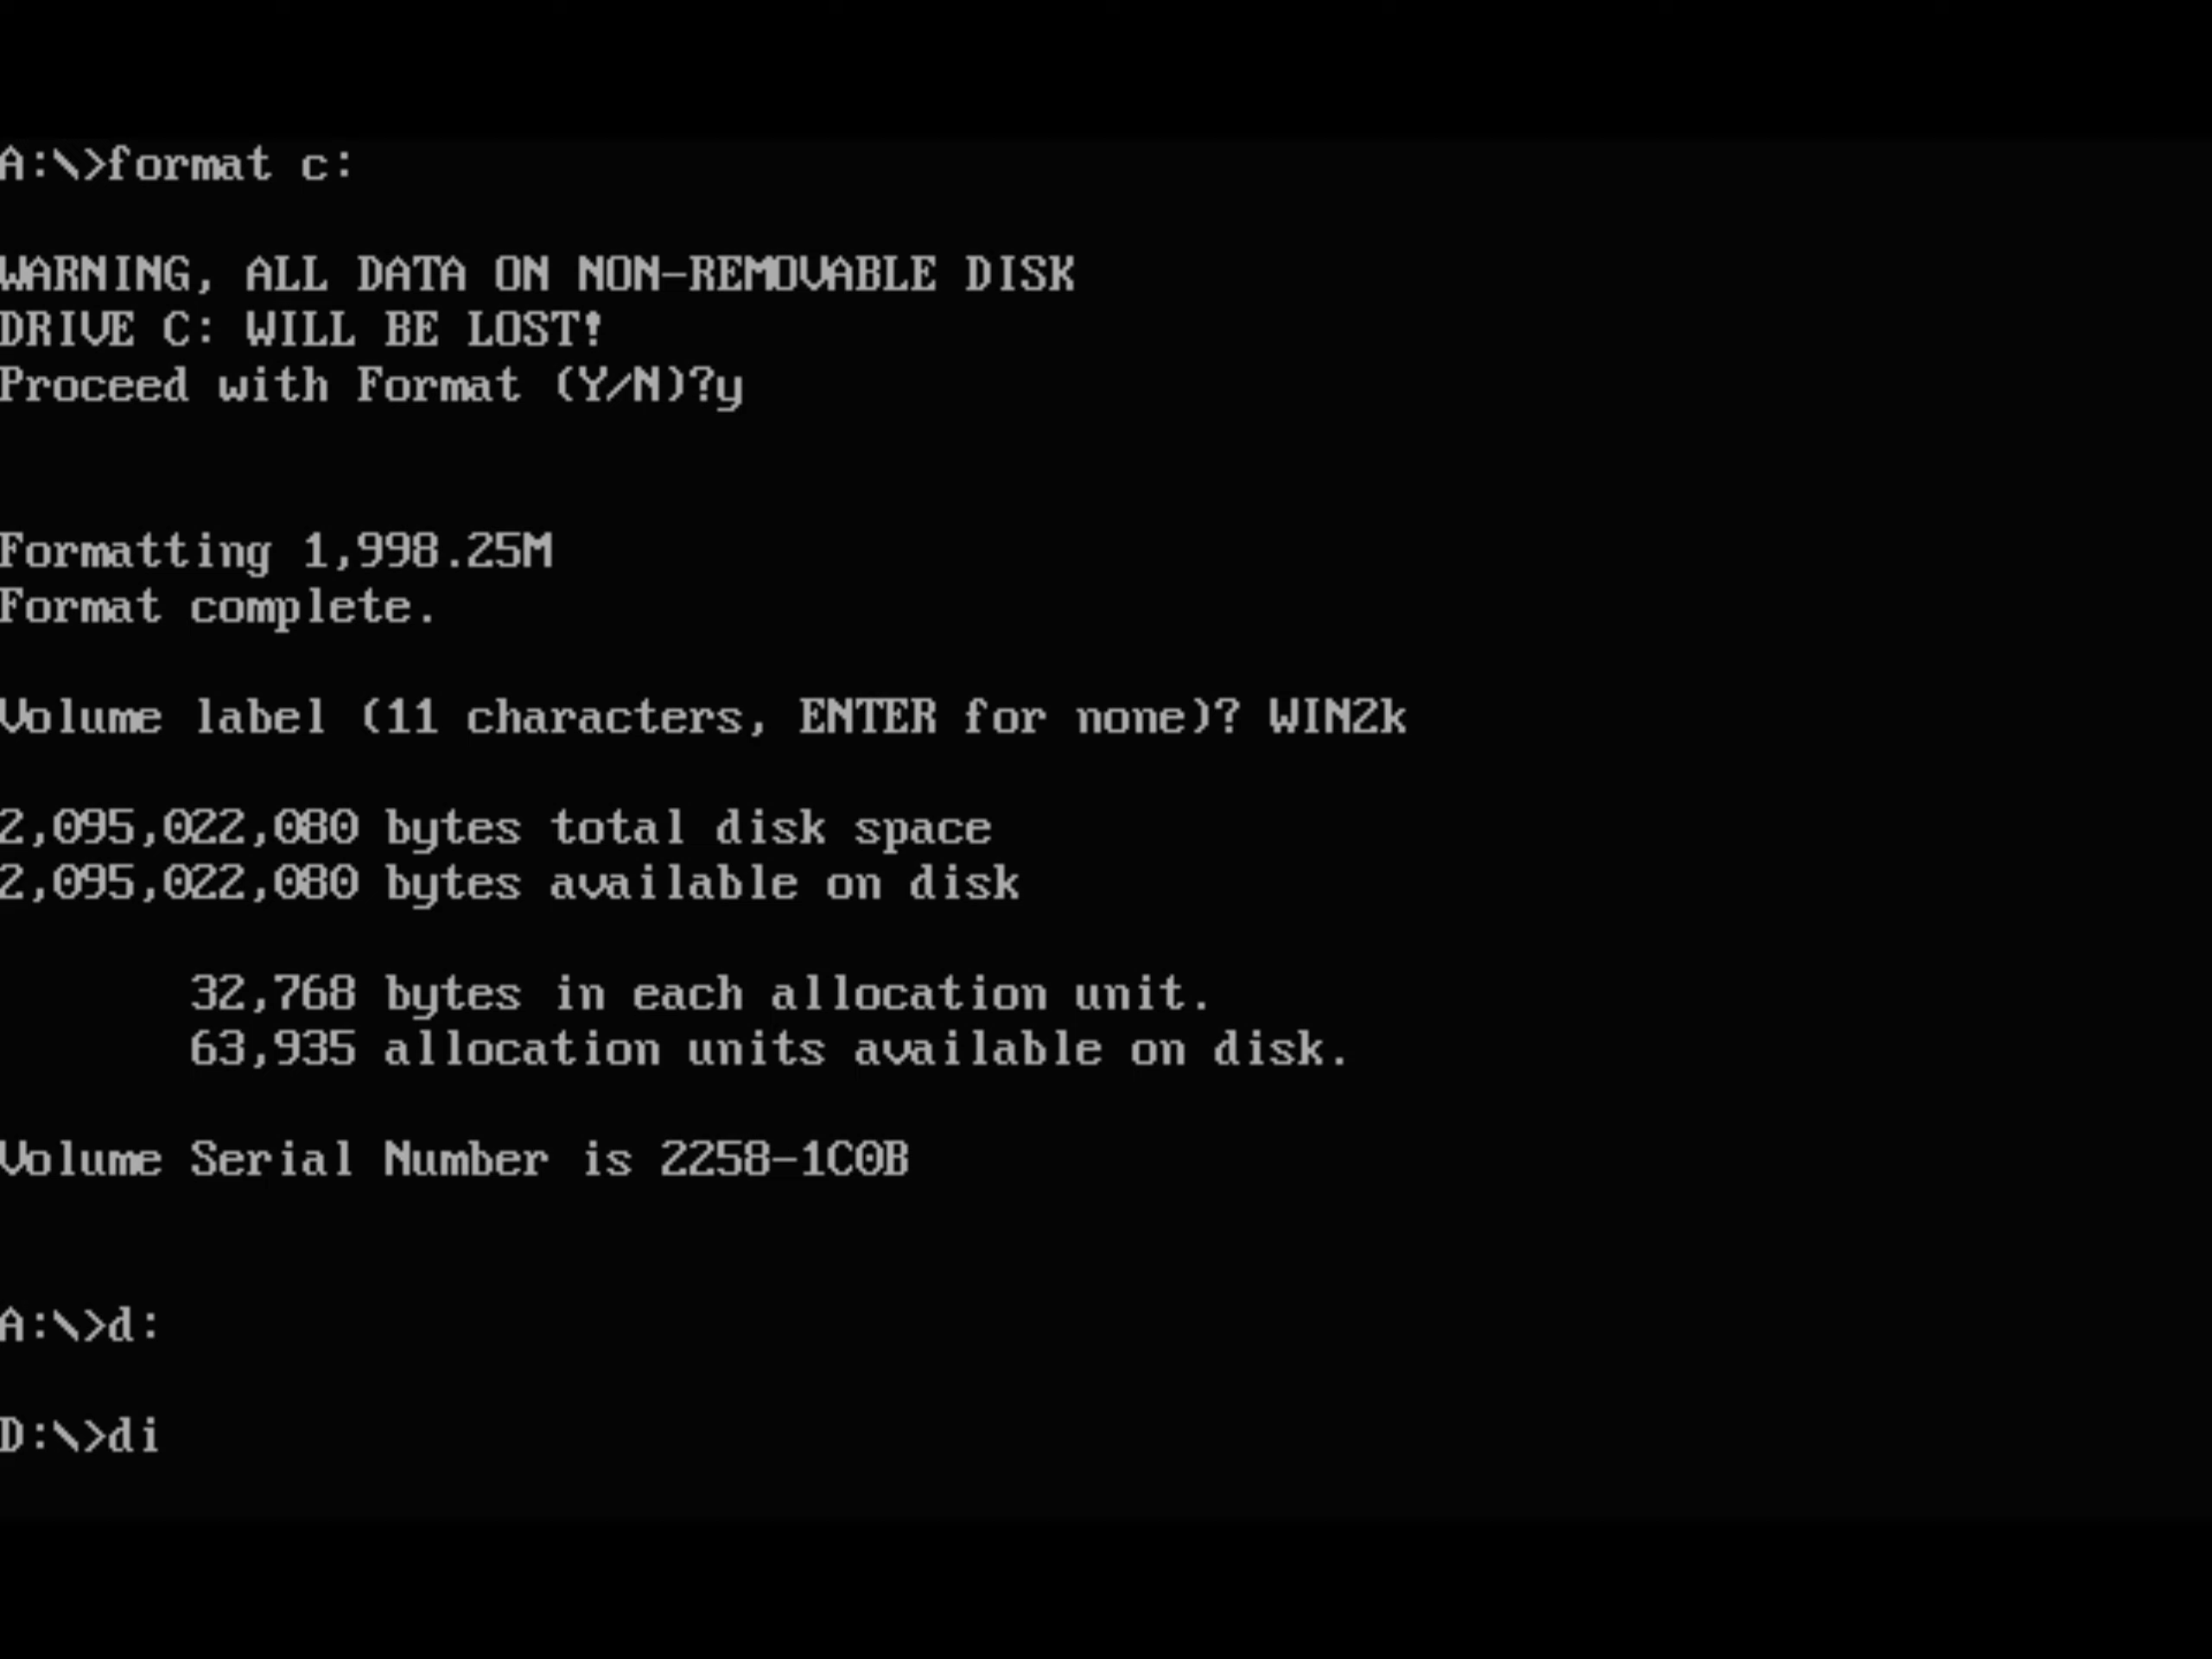 A:\>format c:
WARNING, ALL DATA ON NON-REMOVABLE DISK
DRIVE C: WILL BE LOST!
Proceed with Format (Y/N)?y
Formatting 1,998.25M
Format complete.
Volume label (11 characters, ENTER for none)? WIN2k
2,095,022,080 bytes total disk space
2,095,022,080 bytes available on disk
32,768 bytes in each allocation unit.
63,935 allocation units available on disk.
Volume Serial Number is 2258-1C0B
A:\>d:
D:\>di